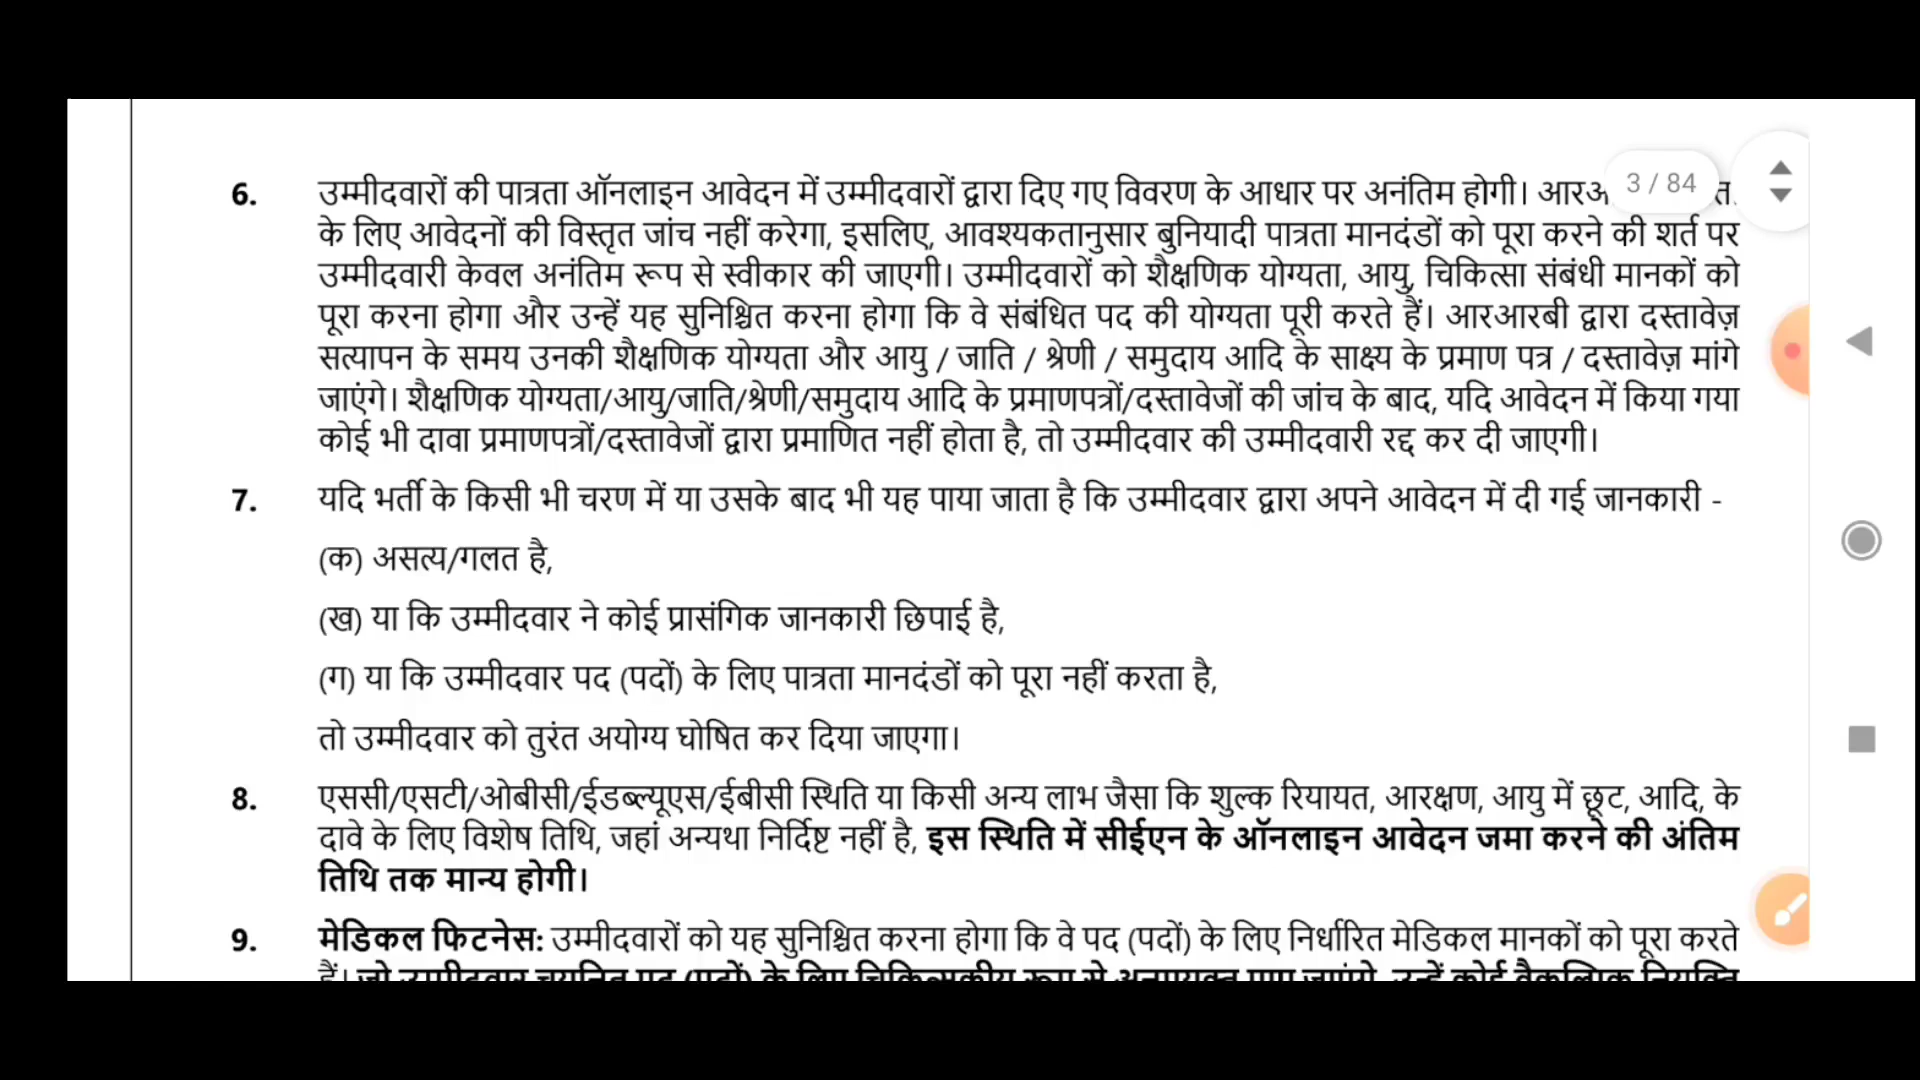 3 / 84
6. उम्मीदवारों की पात्रता ऑनलाइन आवेदन में उम्मीदवारों द्वारा दिए गए विवरण के आधार पर अनंतिम होगी।
के लिए आवेदनों की विस्तृत जांच नहीं करेगा, इसलिए, आवश्यकतानुसार बुनियादी पात्रता मानदंडों को पूरा करने की शर्त पर
उम्मीदवारी केवल अनंतिम रूप से स्वीकार की जाएगी। उम्मीदवारों को शैक्षणिक योग्यता, आयु, चिकित्सा संबंधी मानकों को
पूरा करना होगा और उन्हें यह सुनिश्चित करना होगा कि वे संबंधित पद की योग्यता पूरी करते हैं। आरआरबी द्वारा दस्तावेज़
सत्यापन के समय उनकी शैक्षणिक योग्यता और आयु / जाति / श्रेणी / समुदाय आदि के साक्ष्य के प्रमाण पत्र / दस्तावेज़ मांगे
जाएंगे। शैक्षणिक योग्यता/आयु/जाति/श्रेणी/समुदाय आदि के प्रमाणपत्रों/दस्तावेजों की जांच के बाद, यदि आवेदन में किया गया
कोई भी दावा प्रमाणपत्रों/दस्तावेजों द्वारा प्रमाणित नहीं होता है, तो उम्मीदवार की उम्मीदवारी रद्द कर दी जाएगी।
7. यदि भर्ती के किसी भी चरण में या उसके बाद भी यह पाया जाता है कि उम्मीदवार द्वारा अपने आवेदन में दी गई जानकारी -
(क) असत्य/गलत है,
(ख) या कि उम्मीदवार ने कोई प्रासंगिक जानकारी छिपाई है,
(ग) या कि उम्मीदवार पद (पदों) के लिए पात्रता मानदंडों को पूरा नहीं करता है,
तो उम्मीदवार को तुरंत अयोग्य घोषित कर दिया जाएगा।
8. एससी/एसटी/ओबीसी/ईडब्ल्यूएस/ईबीसी स्थिति या किसी अन्य लाभ जैसा कि शुल्क रियायत, आरक्षण, आयु में छूट, आदि, के
दावे के लिए विशेष तिथि, जहां अन्यथा निर्दिष्ट नहीं है, इस स्थिति में सीईएन के ऑनलाइन आवेदन जमा करने की अंतिम
तिथि तक मान्य होगी।
9. मेडिकल फिटनेस: उम्मीदवारों को यह सुनिश्चित करना होगा कि वे पद (पदों) के लिए निर्धारित मेडिकल मानकों को पूरा करते